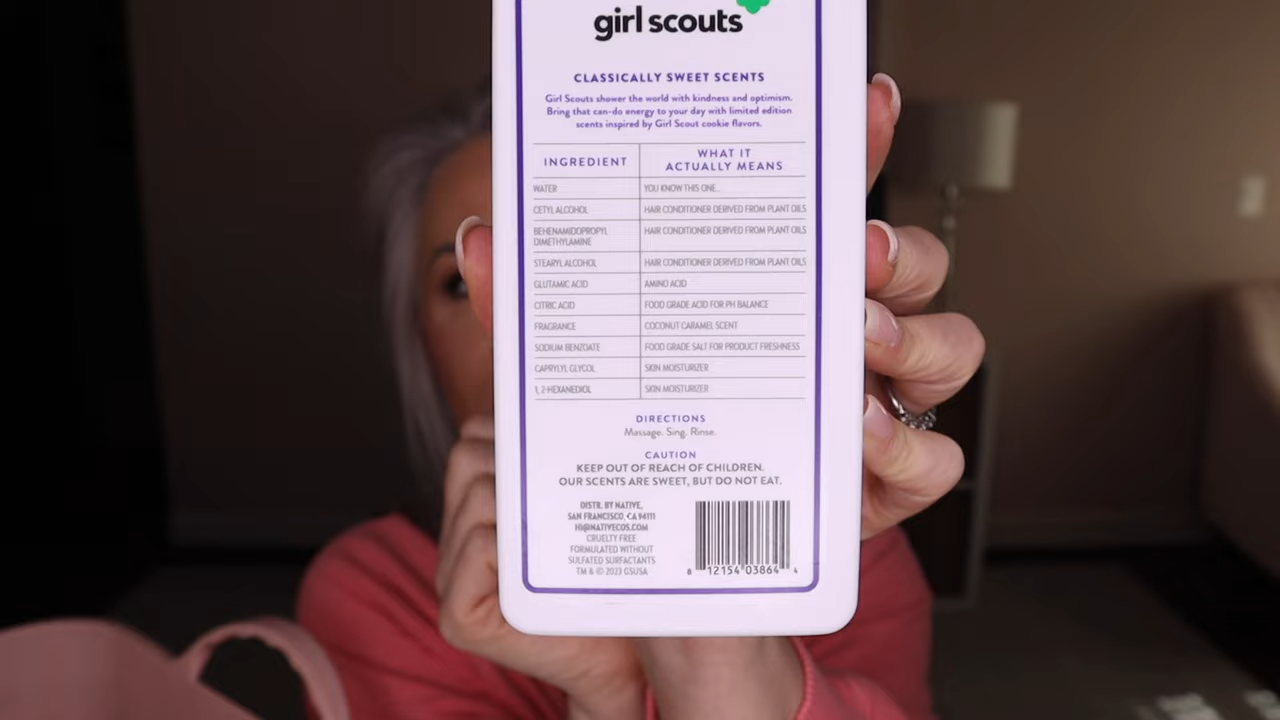 girl scouts
CLASSICALLY SWEET SCENTS
Girl Scouts shower the world with kindness and optimism.
Bring that can-do energy to your day with limited edition
scents inspired by Girl Scout cookie flavors.
INGREDIENT
WHAT IT
ACTUALLY MEANS
WATER
YOU KNOW THIS ONE...
CETYL ALCOHOL
HAIR CONDITIONER DERIVED FROM PLANT OILS
BEHENAMIDOPROPYL
DIMETHYLAMINE
HAIR CONDITIONER DERIVED FROM PLANT OILS
STEARYL ALCOHOL
HAIR CONDITIONER DERIVED FROM PLANT OILS
GLUTAMIC ACID
AMINO ACID
CITRIC ACID
FOOD GRADE ACID FOR PH BALANCE
FRAGRANCE
COCONUT CARAMEL SCENT
SODIUM BENZOATE
FOOD GRADE SALT FOR PRODUCT FRESHNESS
CAPRYLYL GLYCOL
SKIN MOISTURIZER
1, 2-HEXANEDIOL
SKIN MOISTURIZER
DIRECTIONS
Massage. Sing. Rinse.
CAUTION
KEEP OUT OF REACH OF CHILDREN.
OUR SCENTS ARE SWEET, BUT DO NOT EAT.
DISTR. BY NATIVE,
SAN FRANCISCO, CA 94111
HI@NATIVECOS.COM
CRUELTY FREE
FORMULATED WITHOUT
SULFATED SURFACTANTS
TM & © 2023 GSUSA
8 12154 03864 4